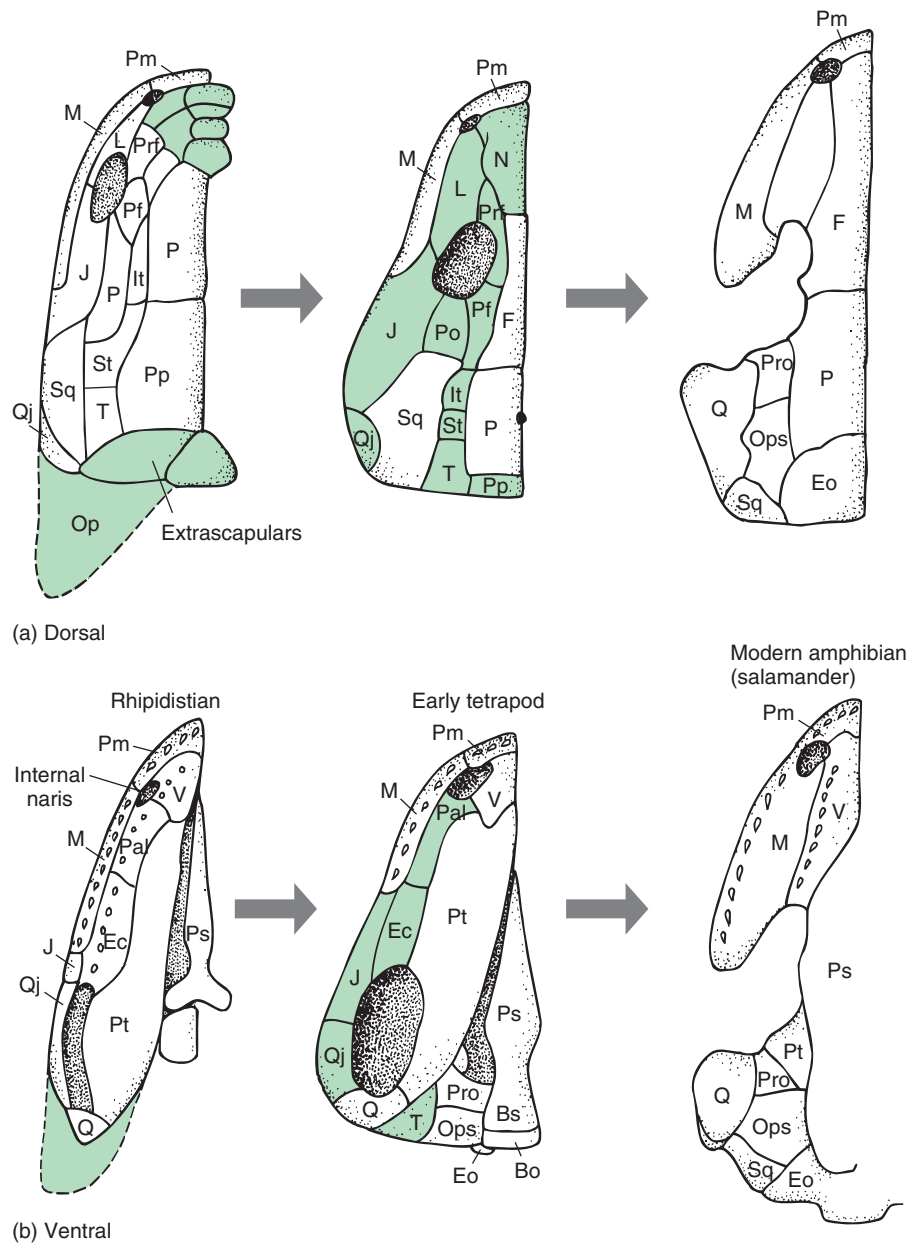 Pm
M
L
Prf
Pf
It
P
J
P
St
Pp
Sq
T
Qj
Op
Extrascapulars
Pm
M
N
L
Prf
Pf
J
Po
F
It
Sq
St
P
Qj
T
Pp
Pm
M
F
Pro
P
Q
Ops
Eo
Sq
(a) Dorsal
Rhipidistian
Pm
Internal
naris
V
M
Pal
Ec
Ps
J
Qj
Pt
Q
Early tetrapod
Pm
M
Pal
V
Pt
Ec
J
Ps
Qj
Pro
Q
T
Ops
Bs
Eo
Bo
Modern amphibian
(salamander)
Pm
V
M
Ps
Pt
Pro
Q
Ops
Sq
Eo
(b) Ventral